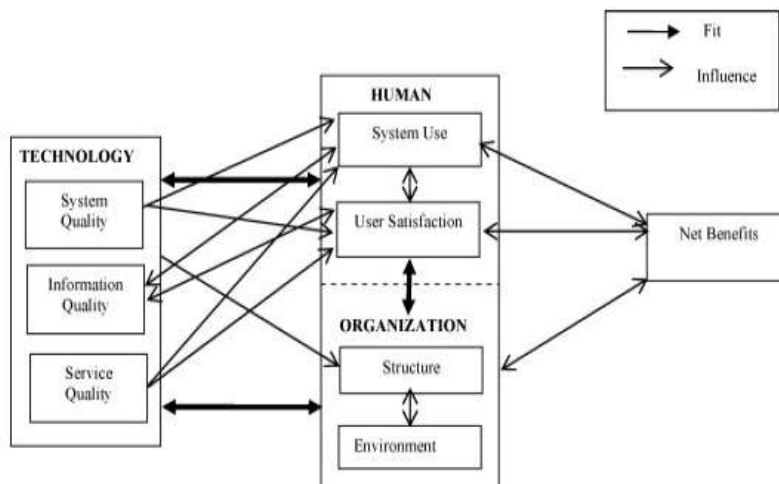 Fit
Influence
HUMAN
System Use
TECHNOLOGY
System
Quality
User Satisfaction
Net Benefits
Information
Quality
ORGANIZATION
Structure
Service
Quality
Environment